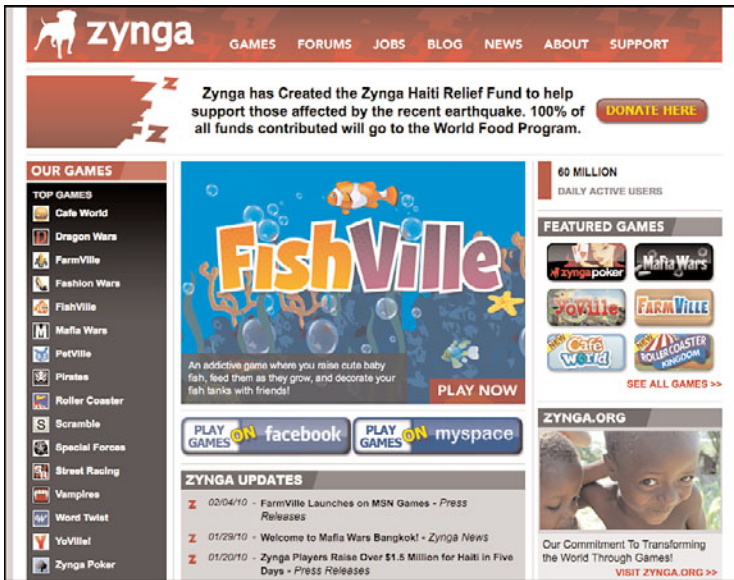 zynga
GAMES FORUMS JOBS BLOG NEWS ABOUT SUPPORT
Zynga has Created the Zynga Haiti Relief Fund to help
support those affected by the recent earthquake. 100% of
all funds contributed will go to the World Food Program.
DONATE HERE
OUR GAMES
TOP GAMES
Cafe World
Dragon Wars
FarmVille
Fashion Wars
FishVille
Mafia Wars
PetVille
Pirates
Roller Coaster
Scramble
Special Forces
Street Racing
Vampires
Word Twist
YoVille!
Zynga Poker
FishVille
An addictive game where you raise cute baby
fish, feed them as they grow, and decorate your
fish tanks with friends!
PLAY NOW
PLAY GAMES ON facebook
PLAY GAMES ON myspace
ZYNGA UPDATES
02/04/10 - FarmVille Launches on MSN Games - Press
Releases
01/29/10 - Welcome to Mafia Wars Bangkok! - Zynga News
01/20/10 - Zynga Players Raise Over $1.5 Million for Haiti in Five
Days - Press Releases
60 MILLION
DAILY ACTIVE USERS
FEATURED GAMES
zynga poker
Mafia Wars
YoVille
FARMVILLE
NEW Café World
NEW ROLLER COASTER KINGDOM
SEE ALL GAMES >>
ZYNGA.ORG
Our Commitment To Transforming
the World Through Games!
VISIT ZYNGA.ORG >>